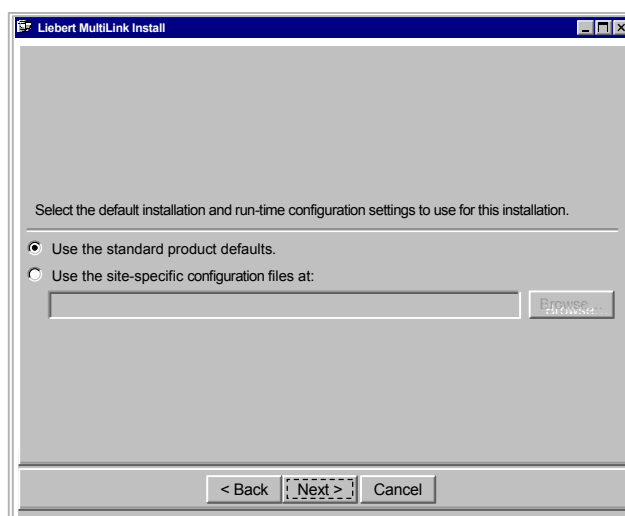 Liebert MultiLink Install
Select the default installation and run-time configuration settings to use for this installation.
Use the standard product defaults.
Use the site-specific configuration files at:
Browse...
< Back Next > Cancel